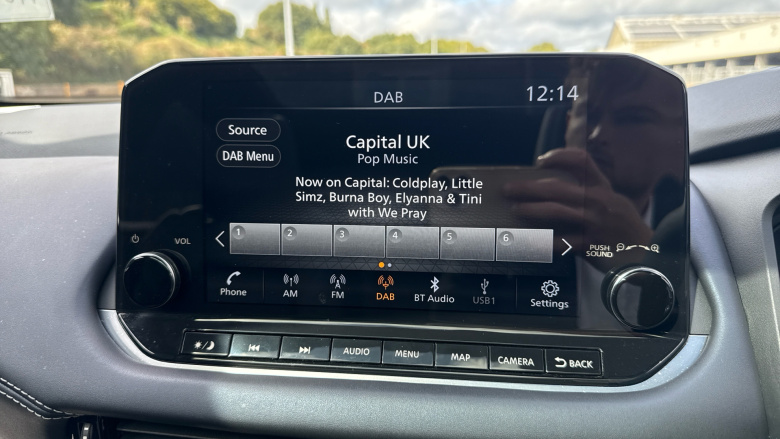 DAB
12:14
Source
DAB Menu
Capital UK
Pop Music
Now on Capital: Coldplay, Little
Simz, Burna Boy, Elyanna & Tini
with We Pray
1 2 3 4 5 6
VOL
PUSH
SOUND
Phone AM FM DAB BT Audio USB1 Settings
AUDIO MENU MAP CAMERA BACK